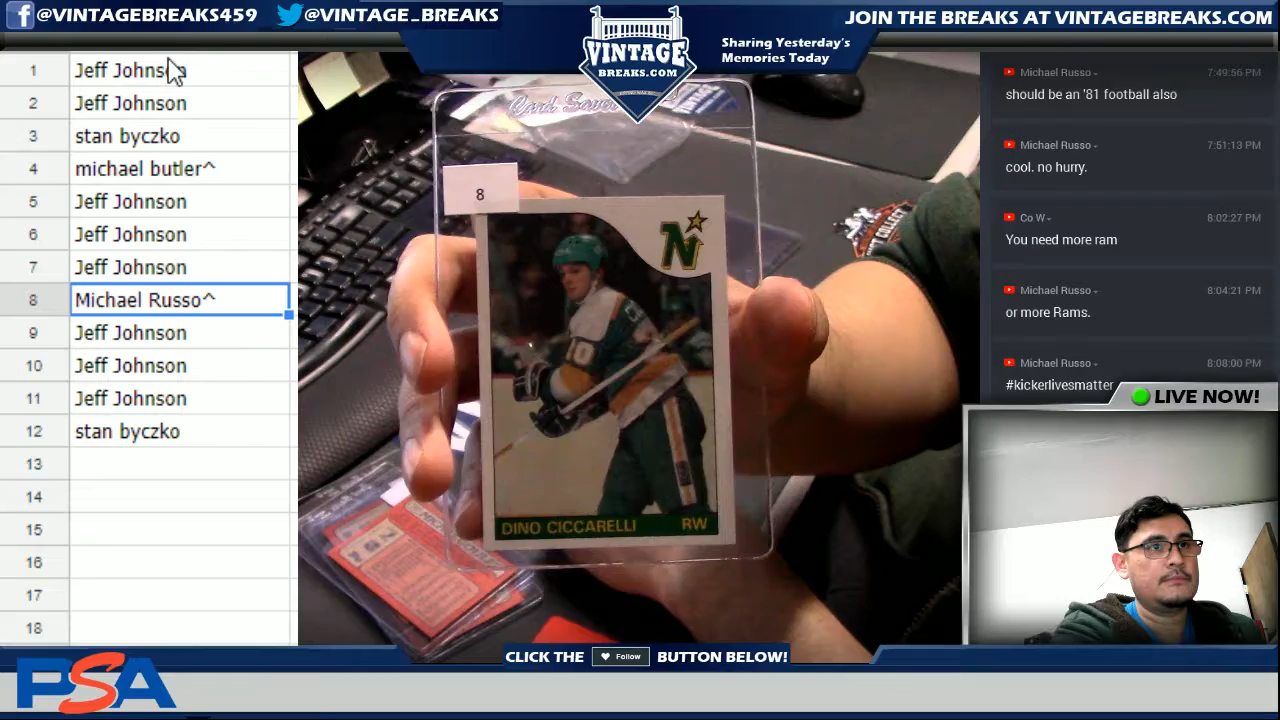 @VINTAGEBREAKS459
@VINTAGE_BREAKS
VINTAGE
BREAKS.COM
Sharing Yesterday's
Memories Today
JOIN THE BREAKS AT VINTAGEBREAKS.COM
1 Jeff Johnson
2 Jeff Johnson
3 stan byczko
4 michael butler^
5 Jeff Johnson
6 Jeff Johnson
7 Jeff Johnson
8 Michael Russo^
9 Jeff Johnson
10 Jeff Johnson
11 Jeff Johnson
12 stan byczko
13
14
15
16
17
18
Card Saver
8
N
10
DINO CICCARELLI RW
Michael Russo 7:49:56 PM
should be an '81 football also
Michael Russo 7:51:13 PM
cool. no hurry.
Co W 8:02:27 PM
You need more ram
Michael Russo 8:04:21 PM
or more Rams.
Michael Russo 8:08:00 PM
#kickerlivesmatter
LIVE NOW!
PSA
CLICK THE Follow BUTTON BELOW!